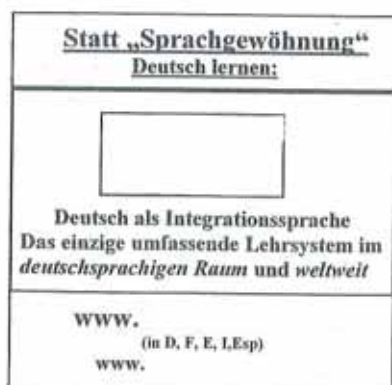 Statt „Sprachgewöhnung“
Deutsch lernen:
Deutsch als Integrationssprache
Das einzige umfassende Lehrsystem im
deutschsprachigen Raum und weltweit
www.
(in D, F, E, I,Esp)
www.